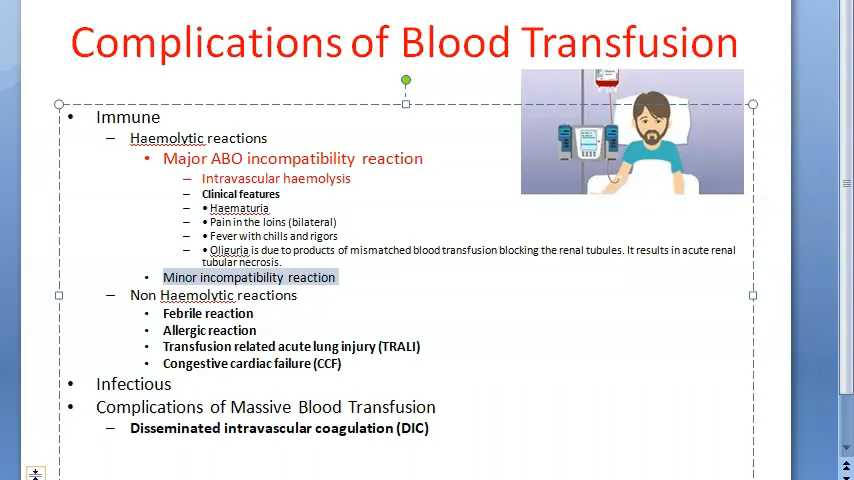 Complications of Blood Transfusion
• Immune
– Haemolytic reactions
• Major ABO incompatibility reaction
– Intravascular haemolysis
– Clinical features
– • Haematuria
– • Pain in the loins (bilateral)
– • Fever with chills and rigors
– • Oliguria is due to products of mismatched blood transfusion blocking the renal tubules. It results in acute renal
tubular necrosis.
• Minor incompatibility reaction
– Non Haemolytic reactions
• Febrile reaction
• Allergic reaction
• Transfusion related acute lung injury (TRALI)
• Congestive cardiac failure (CCF)
• Infectious
• Complications of Massive Blood Transfusion
– Disseminated intravascular coagulation (DIC)